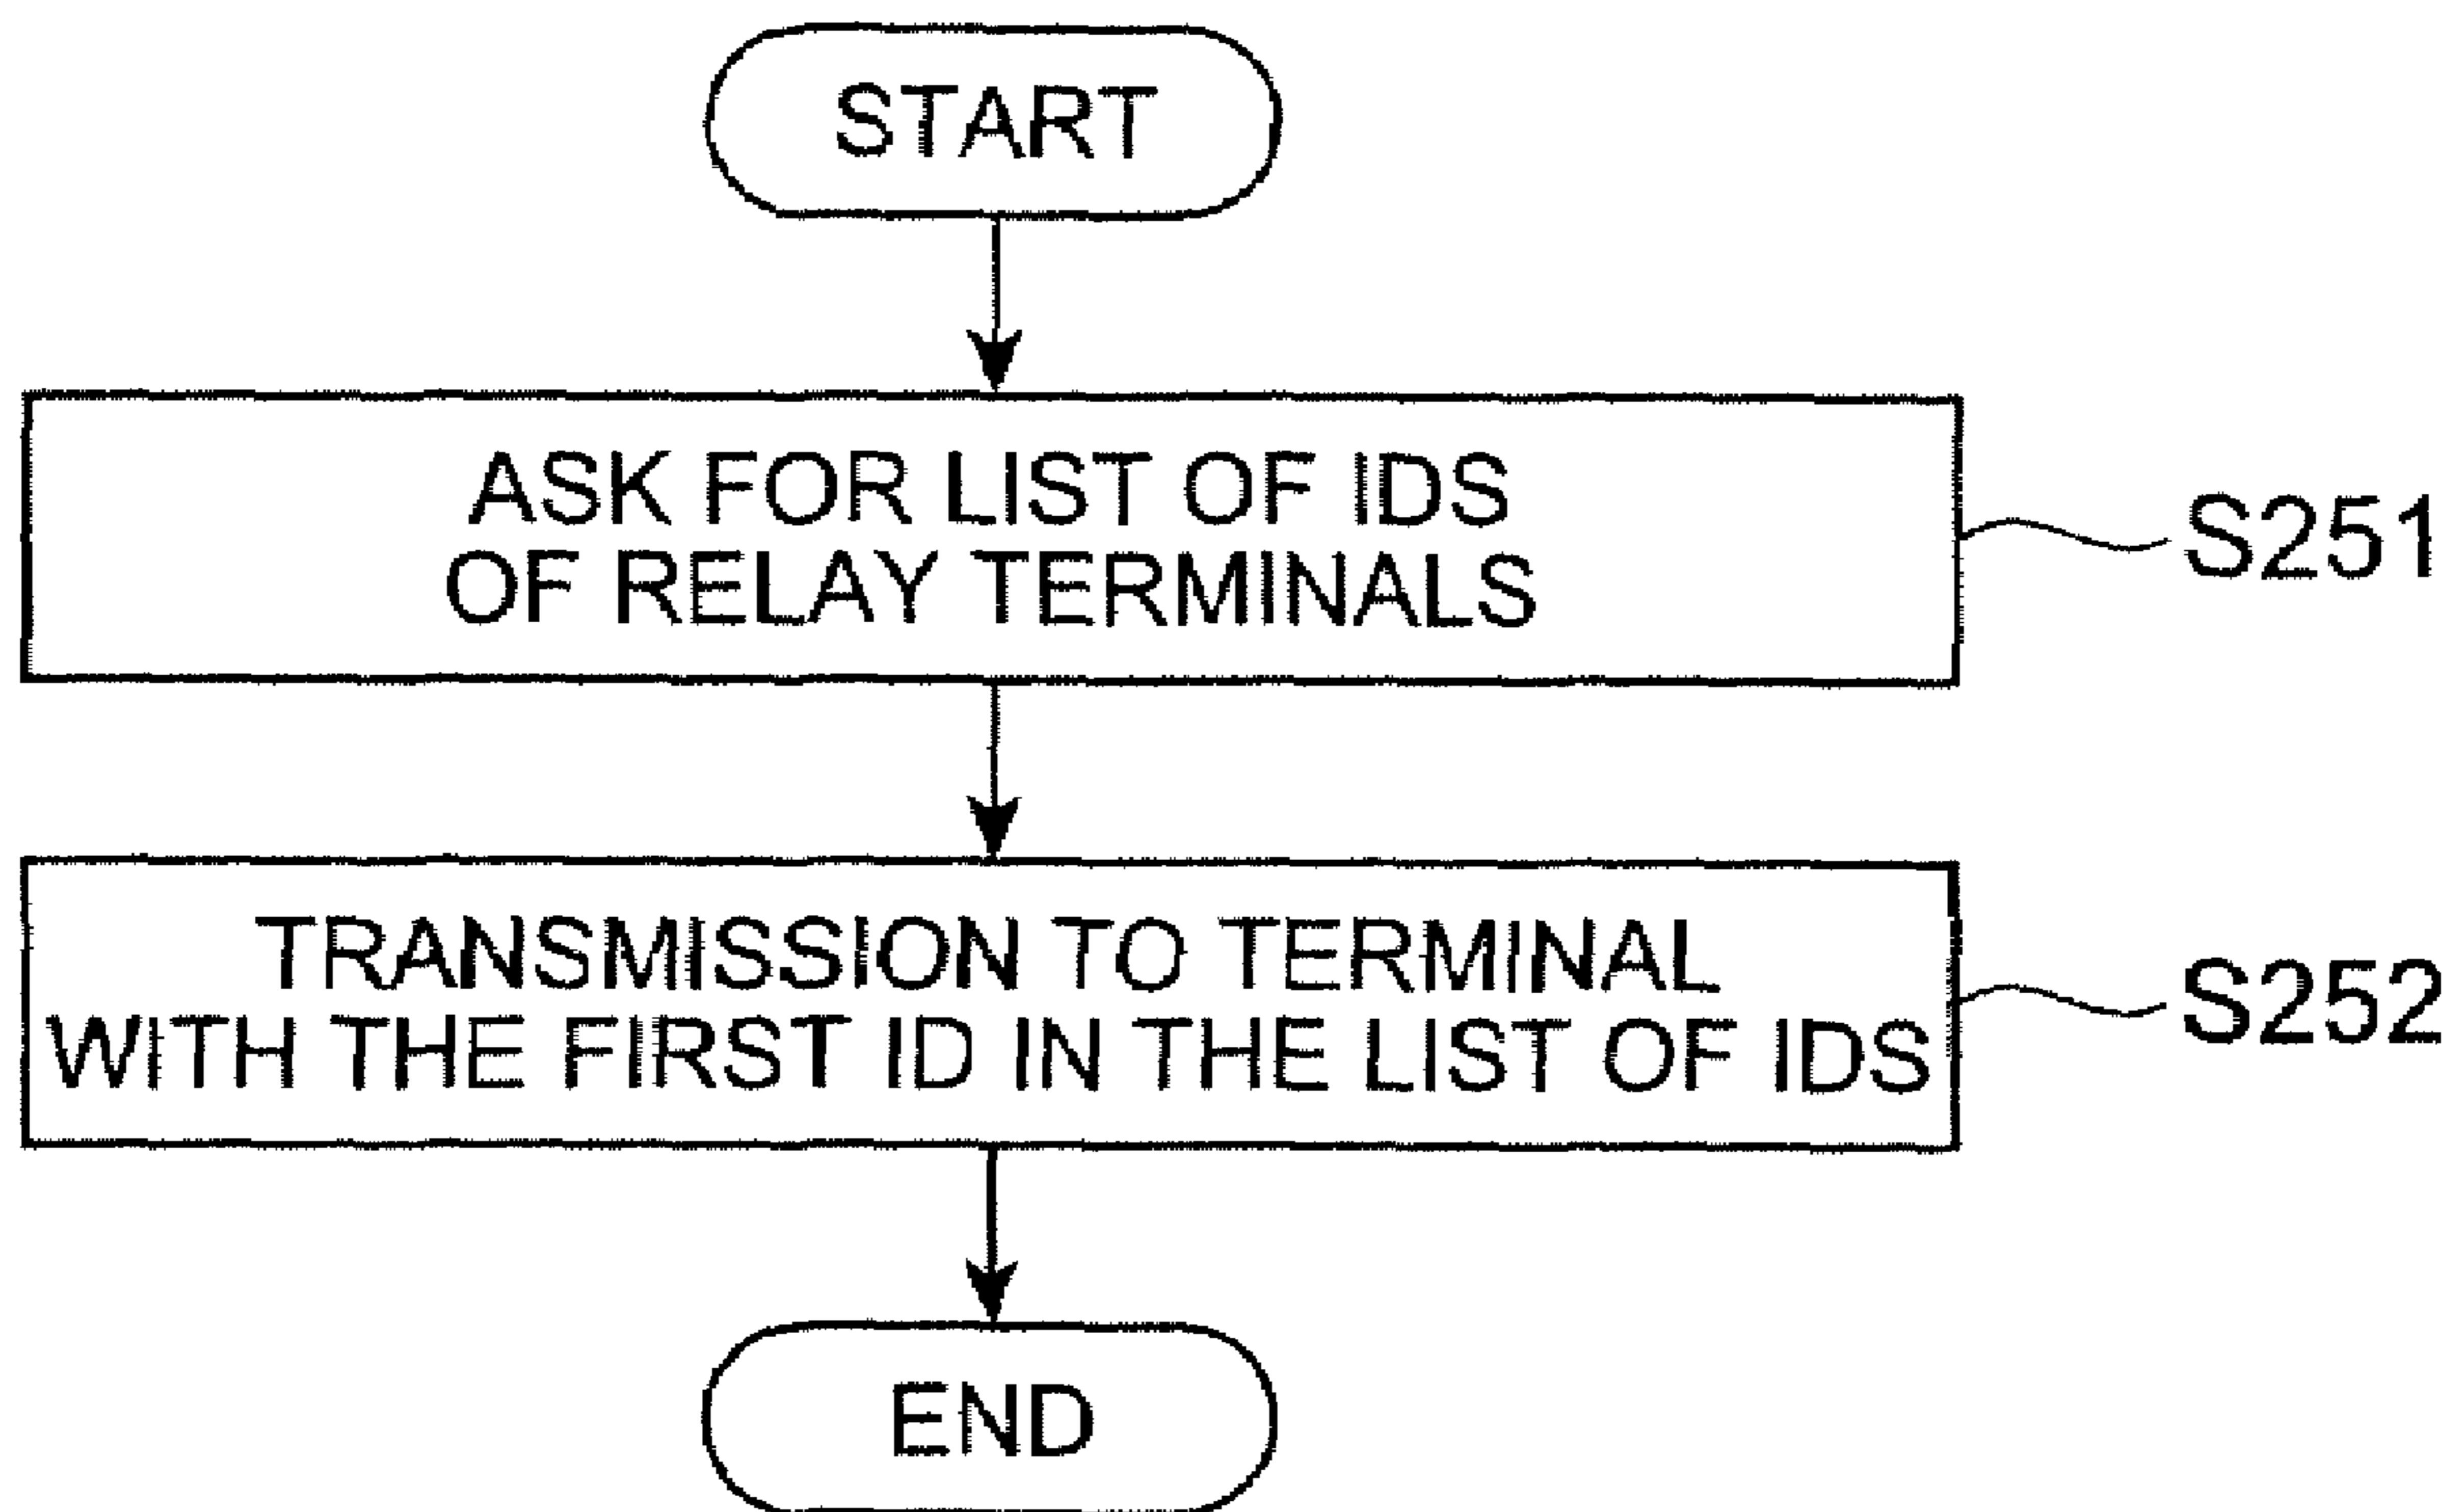 START
ASK FOR LIST OF IDS
OF RELAY TERMINALS
S251
TRANSMISSION TO TERMINAL
WITH THE FIRST ID IN THE LIST OF IDS
S252
END